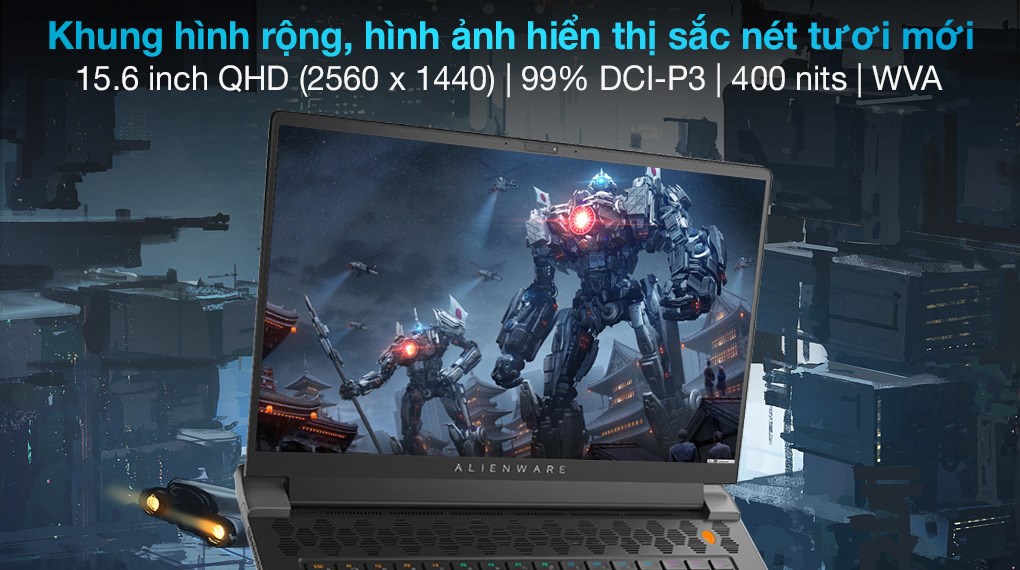 Khung hình rộng, hình ảnh hiển thị sắc nét tươi mới
15.6 inch QHD (2560 x 1440) | 99% DCI-P3 | 400 nits | WVA
ALIENWARE